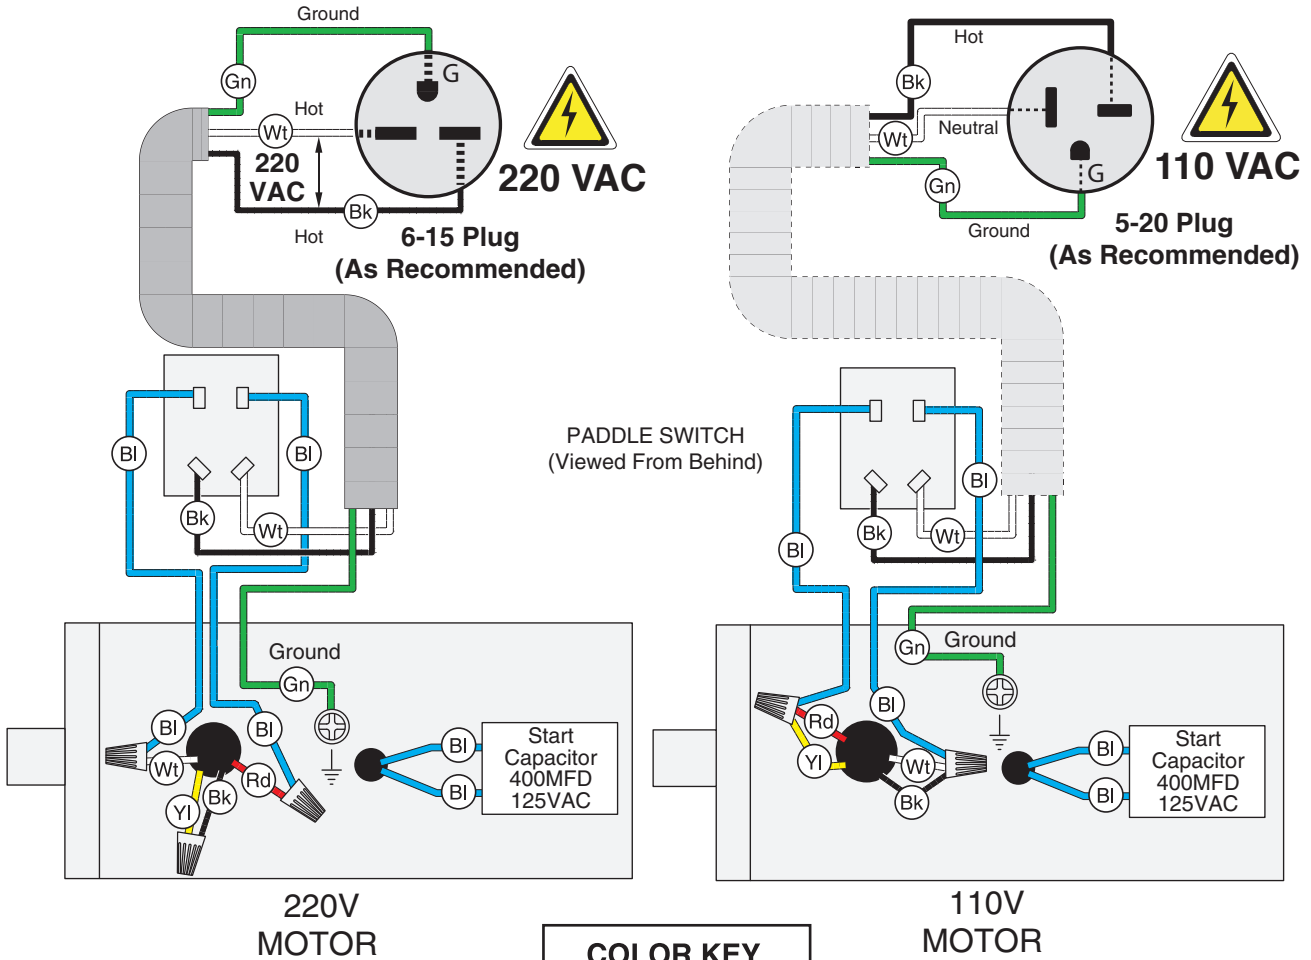 Ground
Gn
G
Hot
Wt
220
VAC
Bk
Hot
220 VAC
6-15 Plug
(As Recommended)
Hot
Bk
Wt
Neutral
Gn
G
Ground
110 VAC
5-20 Plug
(As Recommended)
PADDLE SWITCH
(Viewed From Behind)
Bl
Bl
Bk
Wt
Bl
Bl
Bk
Wt
Ground
Gn
Bl
Bl
Wt
Rd
Yl
Bk
Bl
Bl
Start
Capacitor
400MFD
125VAC
220V
MOTOR
Gn
Ground
Bl
Rd
Yl
Wt
Bk
Bl
Bl
Start
Capacitor
400MFD
125VAC
110V
MOTOR
COLOR KEY